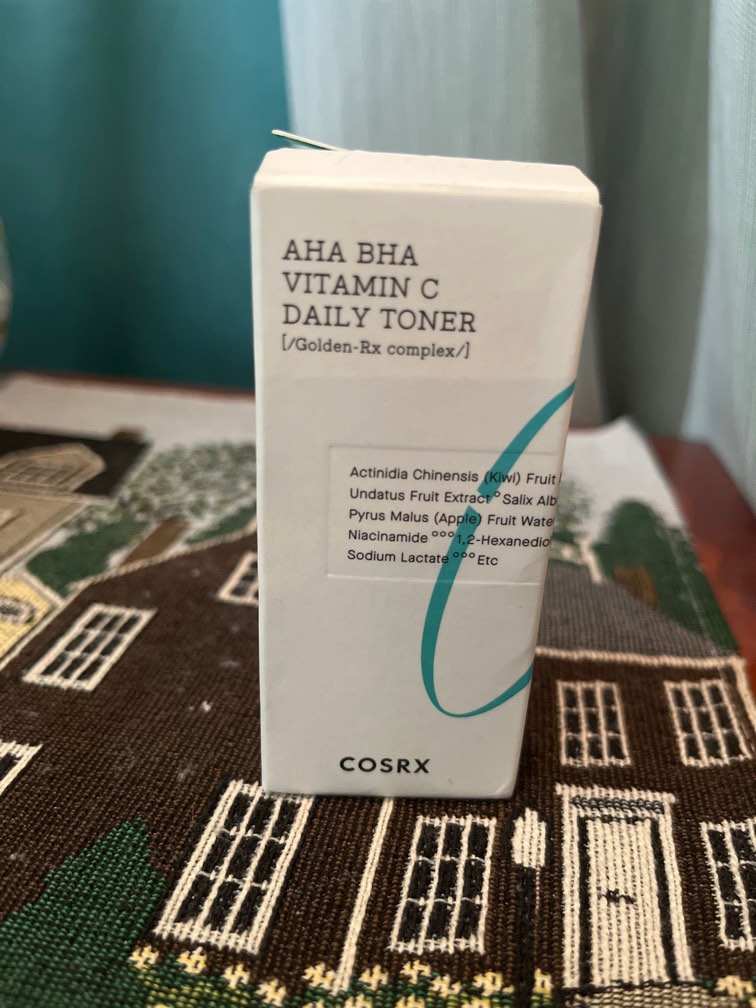 AHA BHA
VITAMIN C
DAILY TONER
[/Golden-Rx complex/]
Actinidia Chinensis (Kiwi) Fruit
Undatus Fruit Extract°Salix Alb
Pyrus Malus (Apple) Fruit Wate
Niacinamide°°°1,2-Hexanedio
Sodium Lactate°°°Etc
COSRX